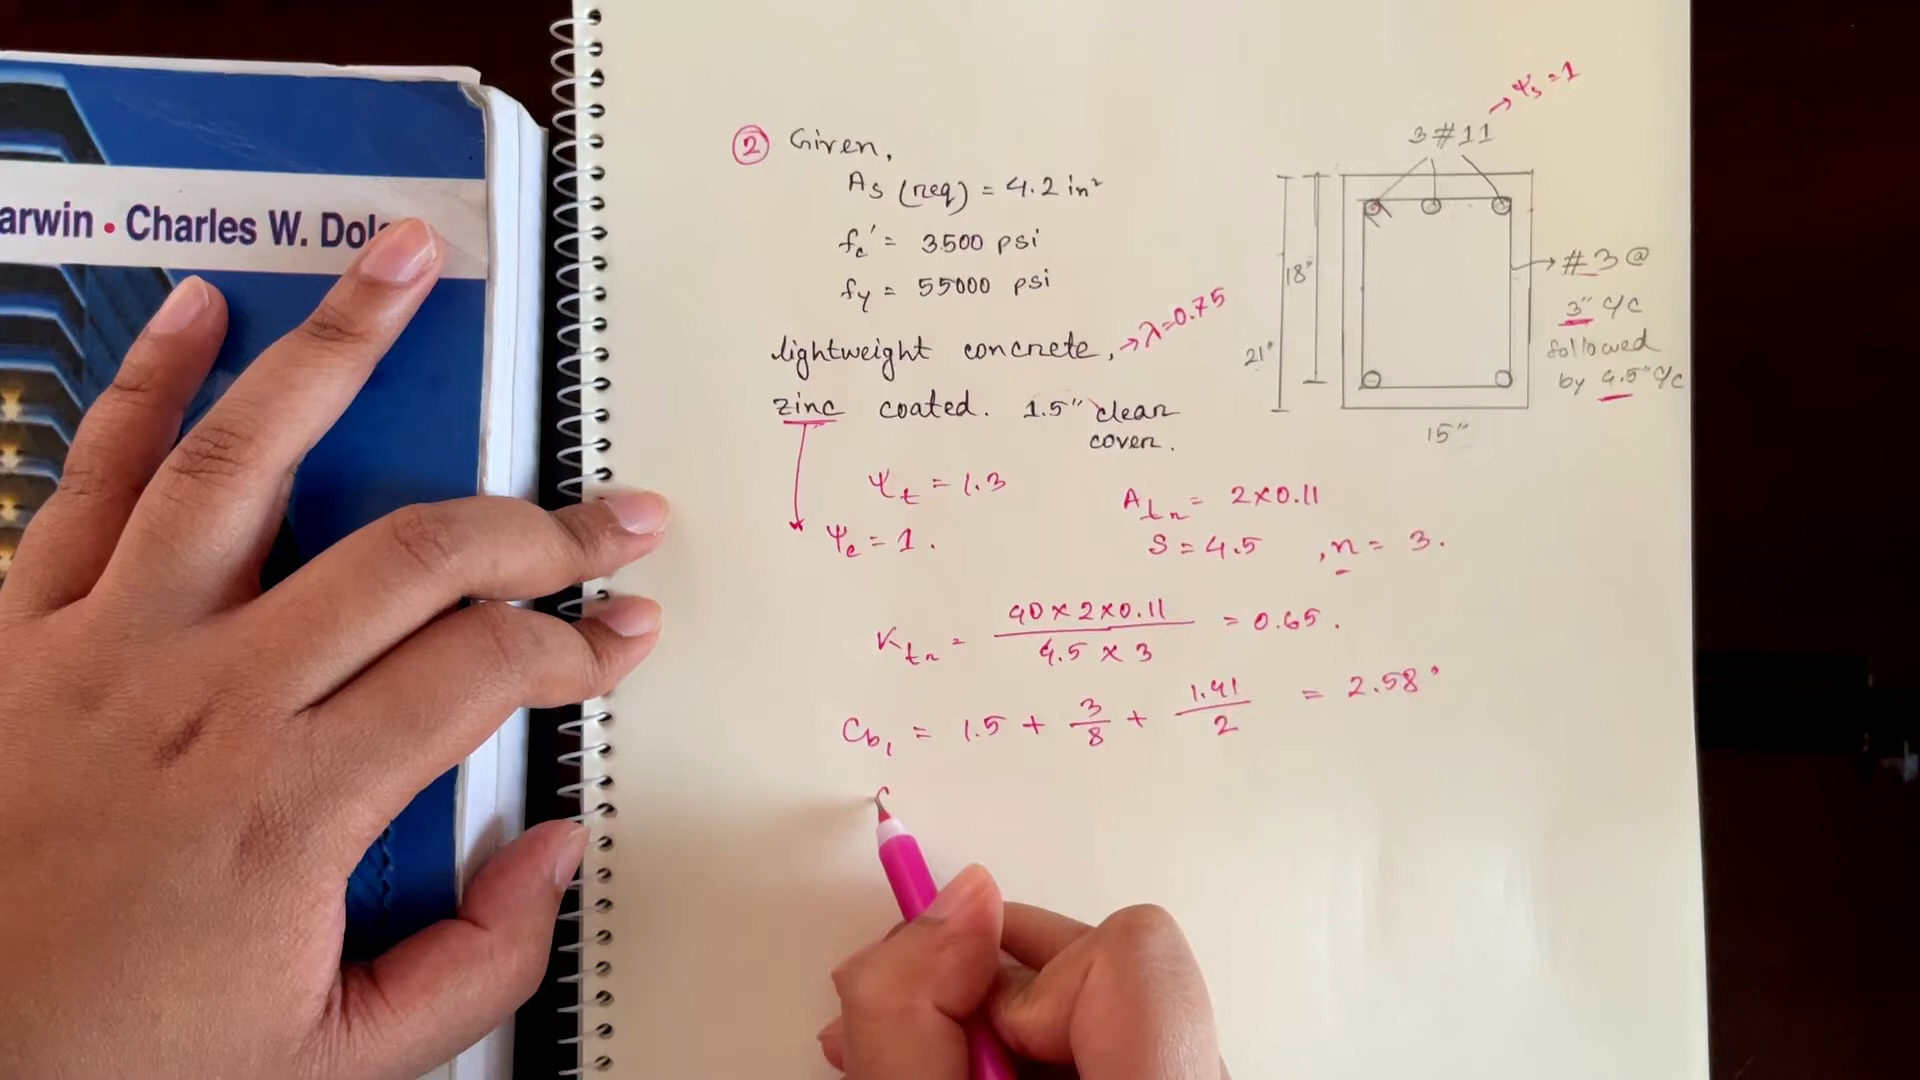 arwin • Charles W. Dol
② Given,
As (req) = 4.2 in²
fc' = 3500 psi
fy = 55000 psi
lightweight concrete, → λ=0.75
zinc coated. 1.5" clear
cover.
ψt = 1.3
ψe = 1.
Atr = 2×0.11
S = 4.5 , n = 3.
Ktr = 40×2×0.11 / 4.5 × 3 = 0.65.
Cb1 = 1.5 + 3/8 + 1.41/2 = 2.58"
→ ψs = 1
3#11
18"
21"
15"
→ #3 @
3" c/c
followed
by 4.5" c/c